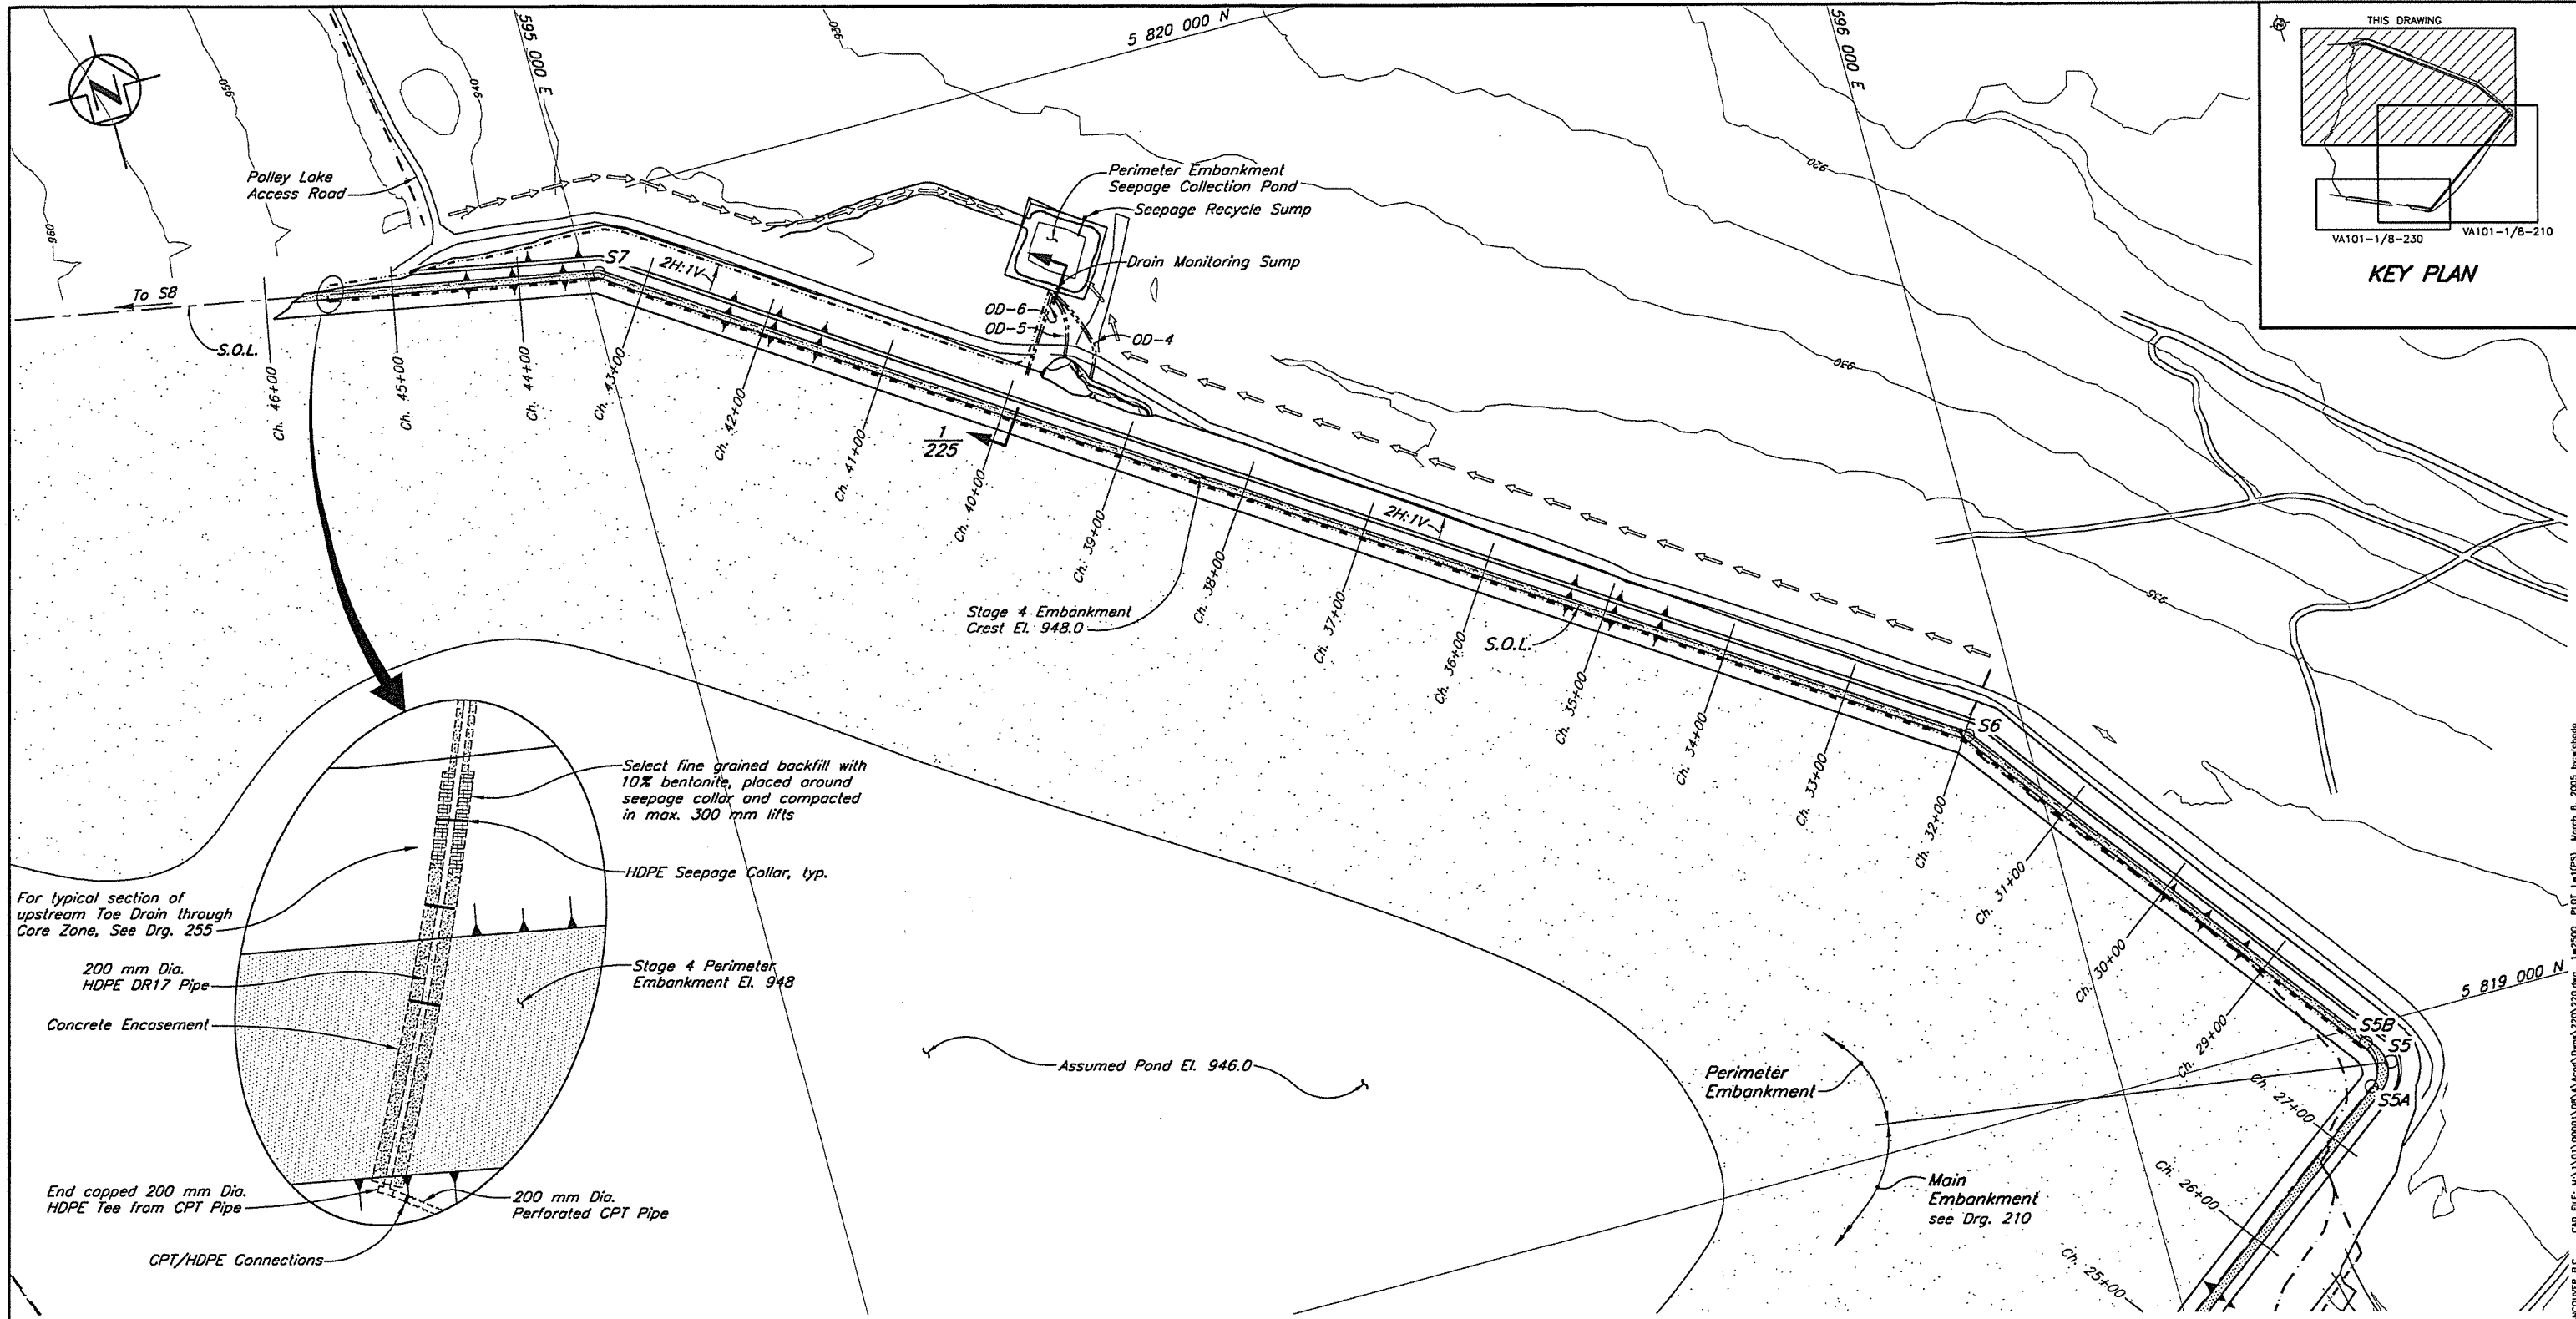 N
595 000 E
930
5 820 000 N
596 000 E
THIS DRAWING
VA101-1/8-230
VA101-1/8-210
KEY PLAN
950
940
960
920
930
935
Polley Lake
Access Road
Perimeter Embankment
Seepage Collection Pond
Seepage Recycle Sump
Drain Monitoring Sump
OD-6
OD-5
OD-4
To S8
S.O.L.
S7
2H:1V
Ch. 46+00
Ch. 45+00
Ch. 44+00
Ch. 43+00
Ch. 42+00
Ch. 41+00
1
225
Ch. 40+00
Ch. 39+00
Ch. 38+00
Ch. 37+00
2H:1V
Ch. 36+00
Ch. 35+00
Ch. 34+00
Ch. 33+00
Ch. 32+00
Ch. 31+00
Ch. 30+00
Ch. 29+00
Ch. 27+00
Ch. 26+00
Ch. 25+00
Stage 4 Embankment
Crest El. 948.0
S.O.L.
S6
S5B
S5
S5A
5 819 000 N
Select fine grained backfill with
10% bentonite, placed around
seepage collar and compacted
in max. 300 mm lifts
HDPE Seepage Collar, typ.
For typical section of
upstream Toe Drain through
Core Zone, See Drg. 255
200 mm Dia.
HDPE DR17 Pipe
Stage 4 Perimeter
Embankment El. 948
Concrete Encasement
End capped 200 mm Dia.
HDPE Tee from CPT Pipe
200 mm Dia.
Perforated CPT Pipe
CPT/HDPE Connections
Assumed Pond El. 946.0
Perimeter
Embankment
Main
Embankment
see Drg. 210
March 8, 2005